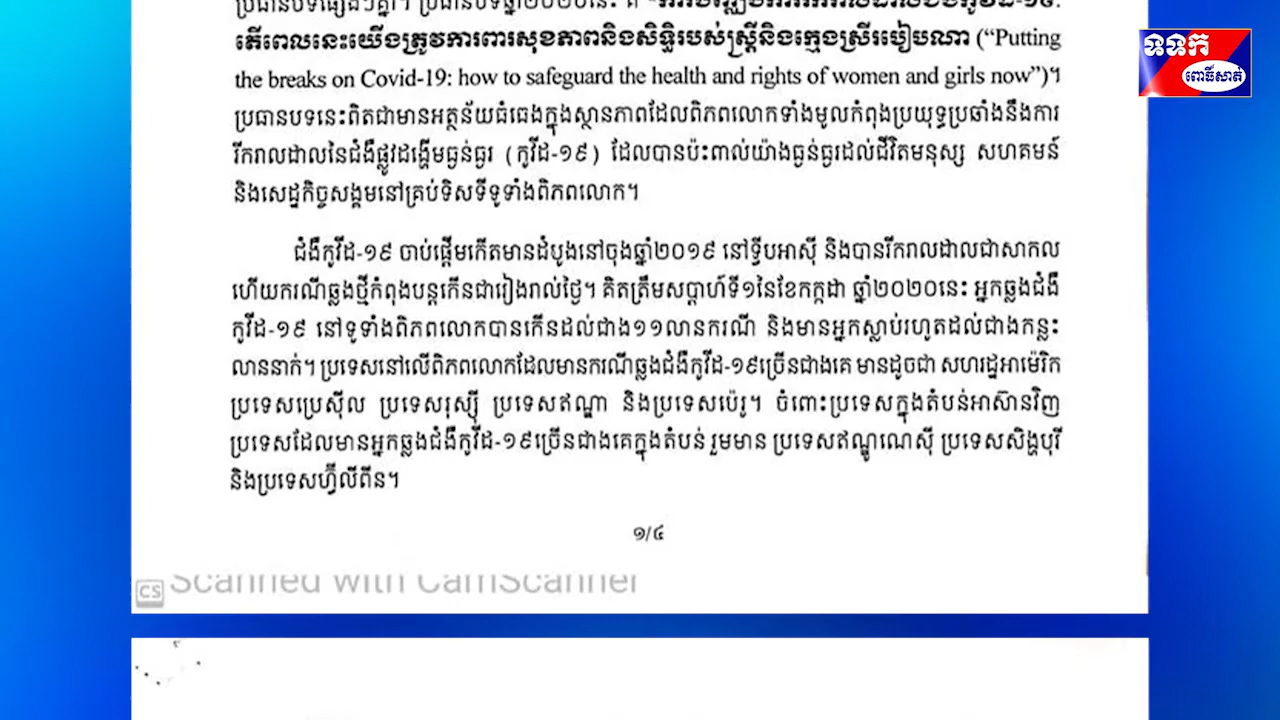 ទទក
ពោធិ៍សាត់
តើពេលនេះយើងត្រូវការពារសុខភាពនិងសិទ្ធិរបស់ស្ត្រីនិងក្មេងស្រីរបៀបណា (“Putting
the breaks on Covid-19: how to safeguard the health and rights of women and girls now”)។
ប្រធានបទនេះពិតជាមានអត្ថន័យធំធេងក្នុងស្ថានភាពដែលពិភពលោកទាំងមូលកំពុងប្រយុទ្ធប្រឆាំងនឹងការ
រីករាលដាលនៃជំងឺផ្លូវដង្ហើមធ្ងន់ធ្ងរ (កូវីដ-១៩) ដែលបានប៉ះពាល់យ៉ាងធ្ងន់ធ្ងរដល់ជីវិតមនុស្ស សហគមន៍
និងសេដ្ឋកិច្ចសង្គមនៅគ្រប់ទិសទីទូទាំងពិភពលោក។
ជំងឺកូវីដ-១៩ ចាប់ផ្តើមកើតមានដំបូងនៅចុងឆ្នាំ២០១៩ នៅទ្វីបអាស៊ី និងបានរីករាលដាលជាសាកល
ហើយករណីឆ្លងថ្មីកំពុងបន្តកើនជារៀងរាល់ថ្ងៃ។ គិតត្រឹមសប្តាហ៍ទី១នៃខែកក្កដា ឆ្នាំ២០២០នេះ អ្នកឆ្លងជំងឺ
កូវីដ-១៩ នៅទូទាំងពិភពលោកបានកើនដល់ជាង១១លានករណី និងមានអ្នកស្លាប់រហូតដល់ជាងកន្លះ
លាននាក់។ ប្រទេសនៅលើពិភពលោកដែលមានករណីឆ្លងជំងឺកូវីដ-១៩ច្រើនជាងគេ មានដូចជា សហរដ្ឋអាម៉េរិក
ប្រទេសប្រេស៊ីល ប្រទេសរុស្ស៊ី ប្រទេសឥណ្ឌា និងប្រទេសប៉េរូ។ ចំពោះប្រទេសក្នុងតំបន់អាស៊ានវិញ
ប្រទេសដែលមានអ្នកឆ្លងជំងឺកូវីដ-១៩ច្រើនជាងគេក្នុងតំបន់ រួមមាន ប្រទេសឥណ្ឌូណេស៊ី ប្រទេសសិង្ហបុរី
និងប្រទេសហ្វ៊ីលីពីន។
១/៤
CS Scanned with CamScanner